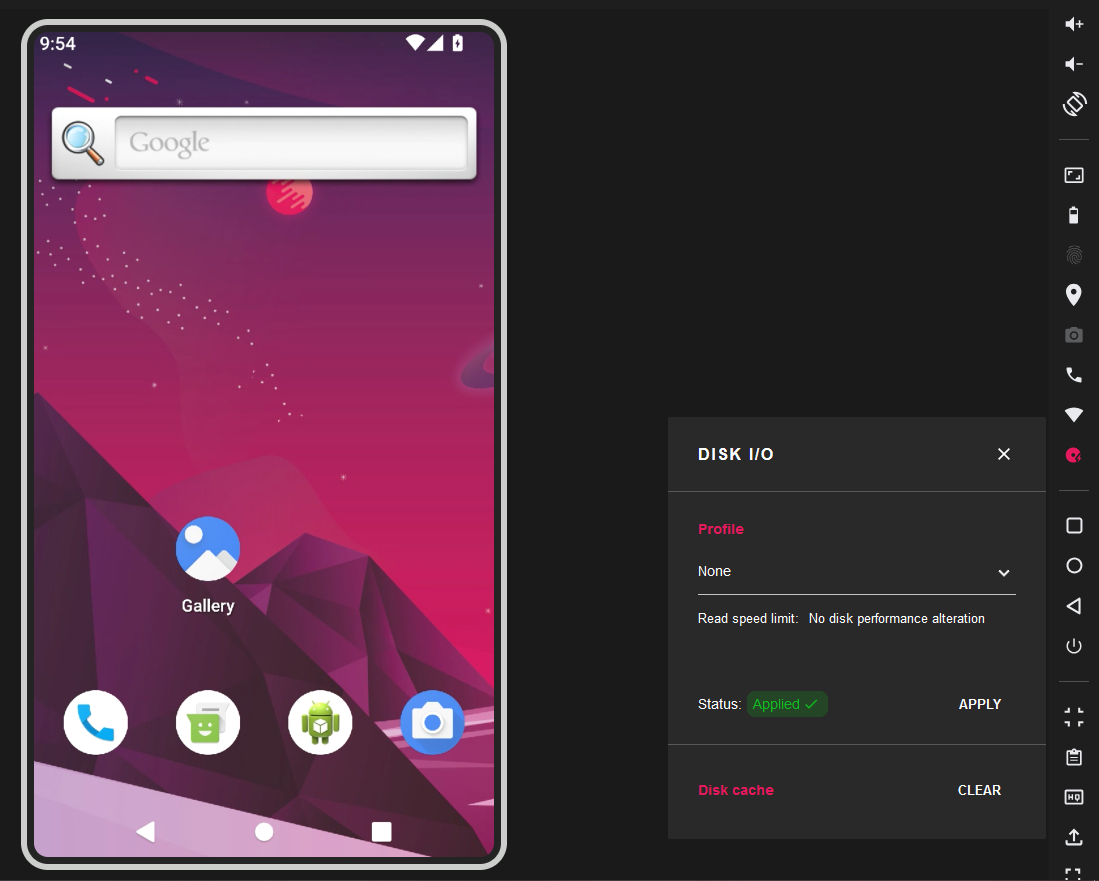 9:54
Google
Gallery
DISK I/O
Profile
None
Read speed limit: No disk performance alteration
Status: Applied
APPLY
Disk cache
CLEAR
HQ